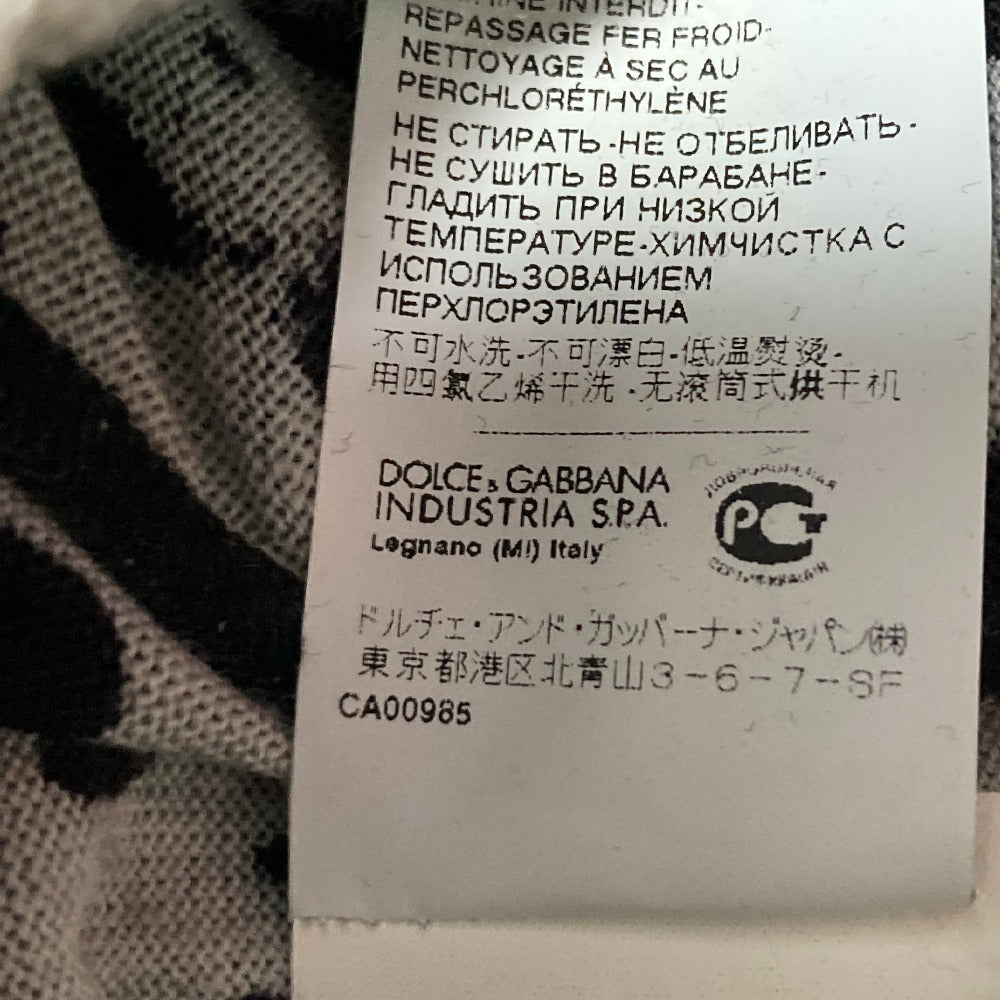 INTERDIT-
REPASSAGE FER FROID-
NETTOYAGE À SEC AU
PERCHLORÉTHYLÈNE
НЕ СТИРАТЬ-НЕ ОТБЕЛИВАТЬ-
НЕ СУШИТЬ В БАРАБАНЕ-
ГЛАДИТЬ ПРИ НИЗКОЙ
ТЕМПЕРАТУРЕ-ХИМЧИСТКА С
ИСПОЛЬЗОВАНИЕМ
ПЕРХЛОРЭТИЛЕНА
不可水洗-不可漂白-低温熨烫-
用四氯乙烯干洗-无滚筒式烘干机
DOLCE & GABBANA
INDUSTRIA S.P.A.
Legnano (MI) Italy
PCT
ドルチェ・アンド・ガッバーナ・ジャパン㈱
東京都港区北青山3-6-7-8F
CA00985